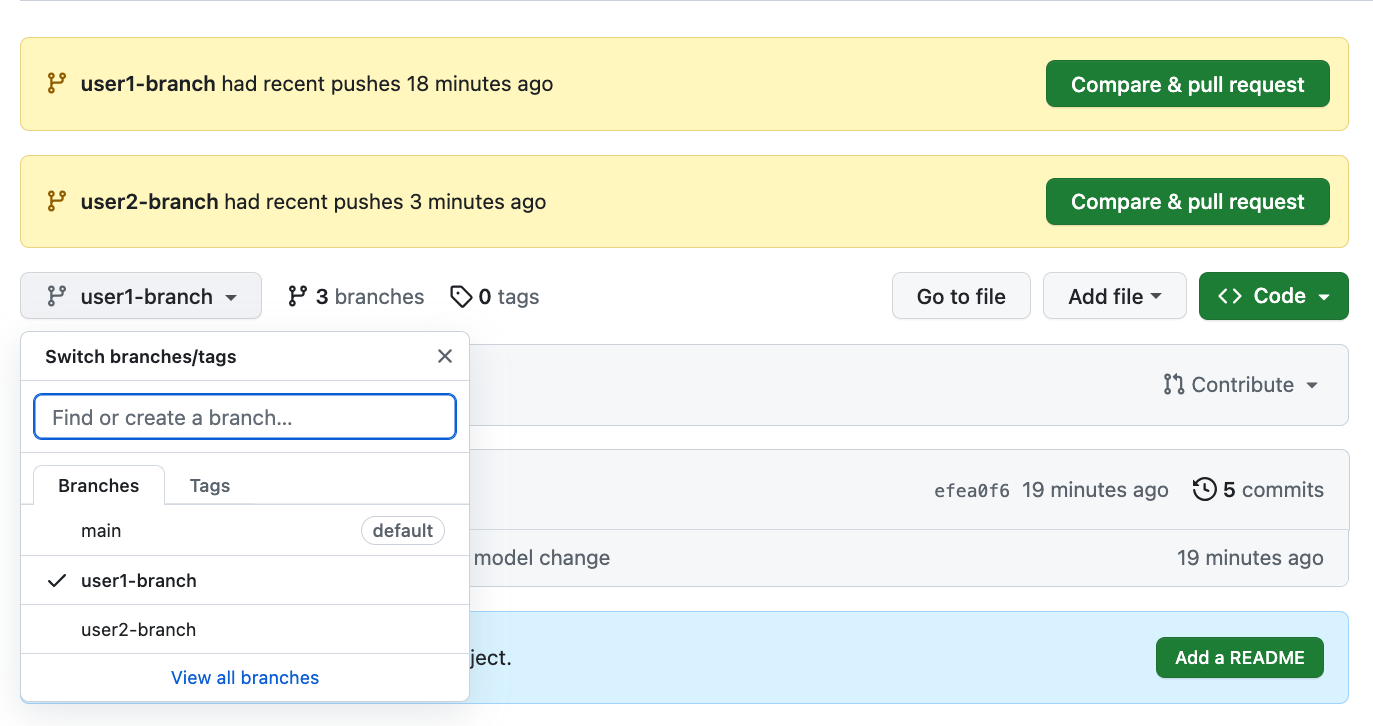 user1-branch had recent pushes 18 minutes ago
Compare & pull request
user2-branch had recent pushes 3 minutes ago
Compare & pull request
user1-branch
3 branches
0 tags
Go to file
Add file
Code
Switch branches/tags
Contribute
Find or create a branch...
Branches
Tags
efea0f6 19 minutes ago
5 commits
main
default
model change
19 minutes ago
user1-branch
user2-branch
ject.
Add a README
View all branches